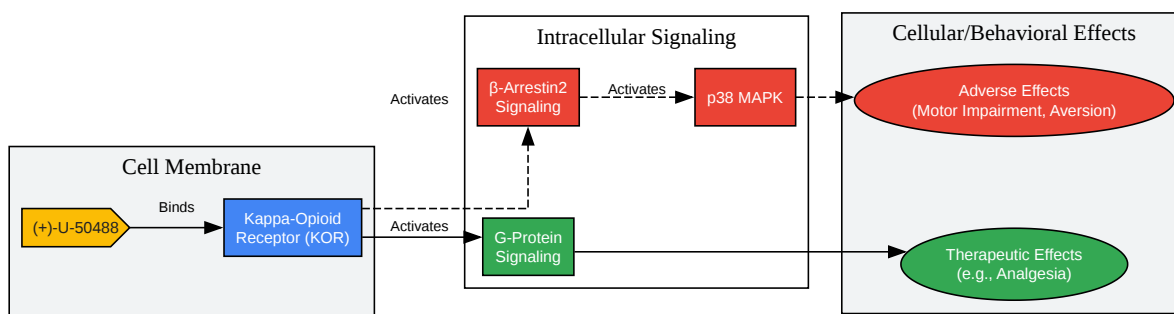 Cell Membrane
(+)-U-50488
Binds
Kappa-Opioid
Receptor (KOR)
Activates
Activates
Intracellular Signaling
β-Arrestin2
Signaling
Activates
p38 MAPK
G-Protein
Signaling
Cellular/Behavioral Effects
Adverse Effects
(Motor Impairment, Aversion)
Therapeutic Effects
(e.g., Analgesia)